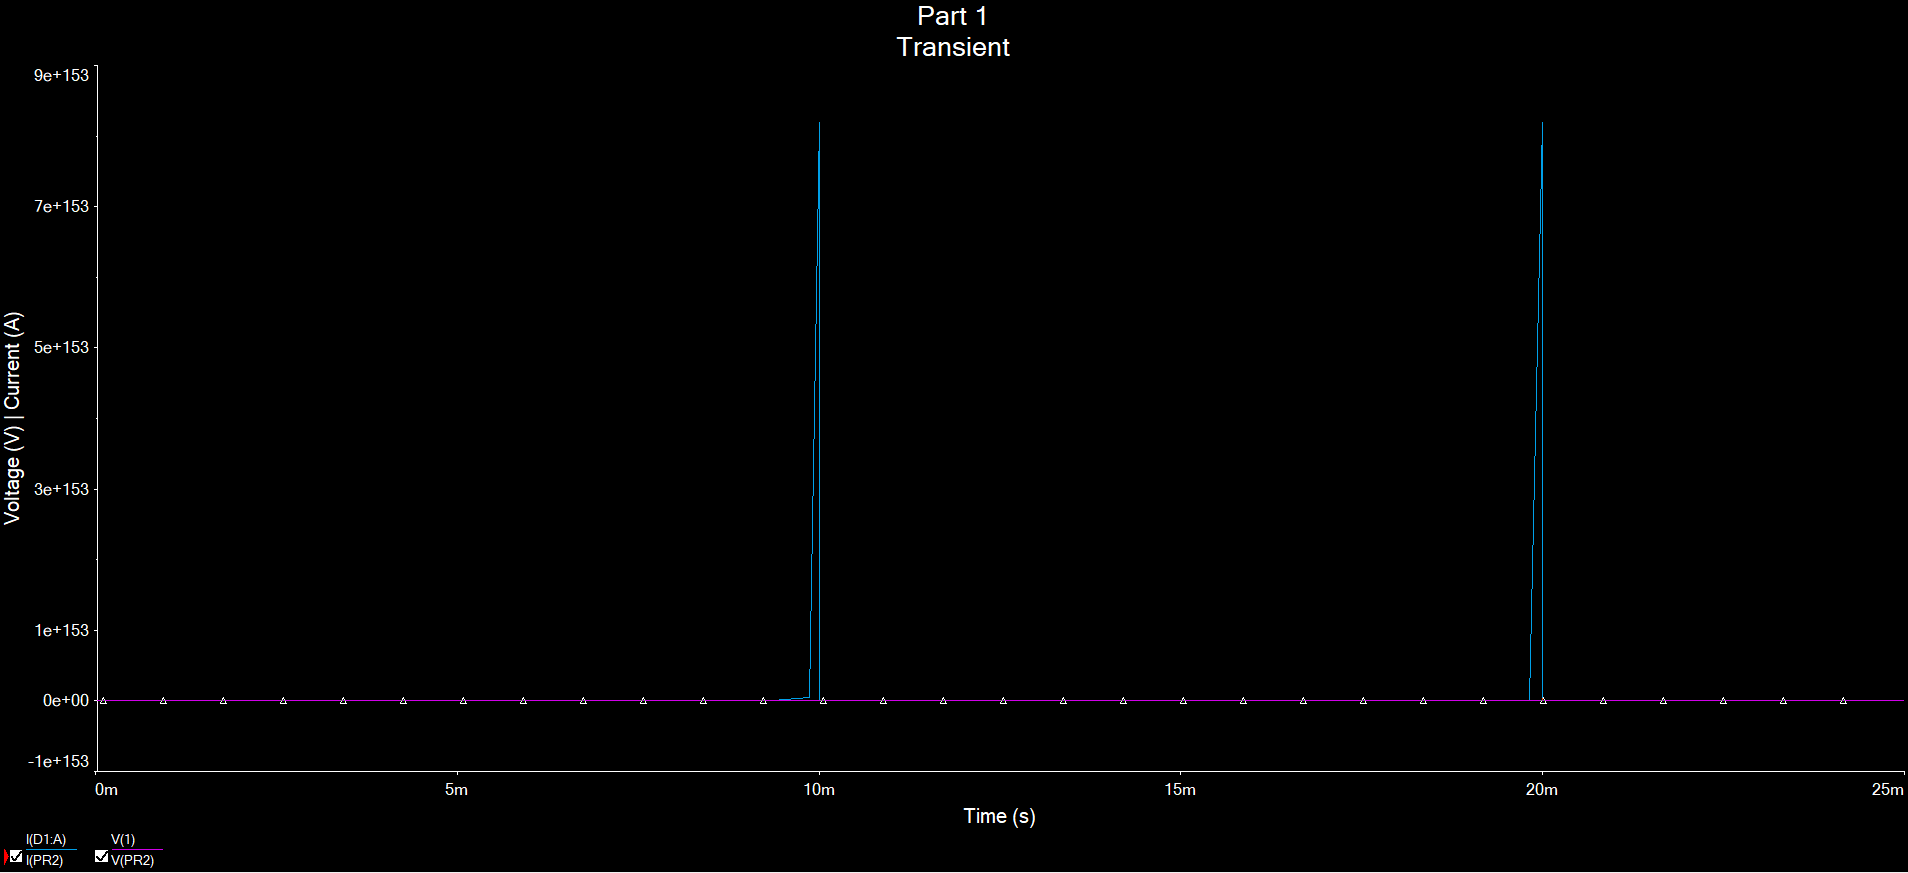 Part 1
Transient
9e+153
7e+153
5e+153
3e+153
1e+153
0e+00
-1e+153
Voltage (V) | Current (A)
0m 5m 10m 15m 20m 25m
Time (s)
I(D1:A) V(1)
I(PR2) V(PR2)